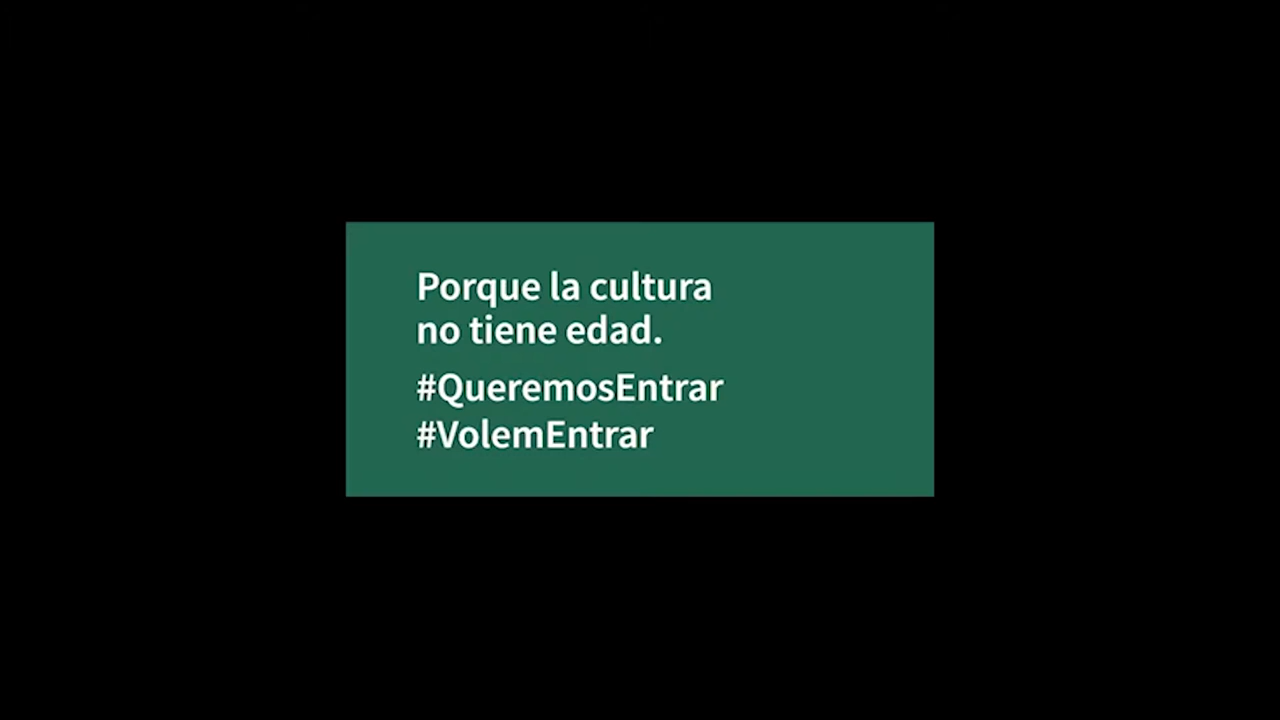 Porque la cultura
no tiene edad.
#QueremosEntrar
#VolemEntrar